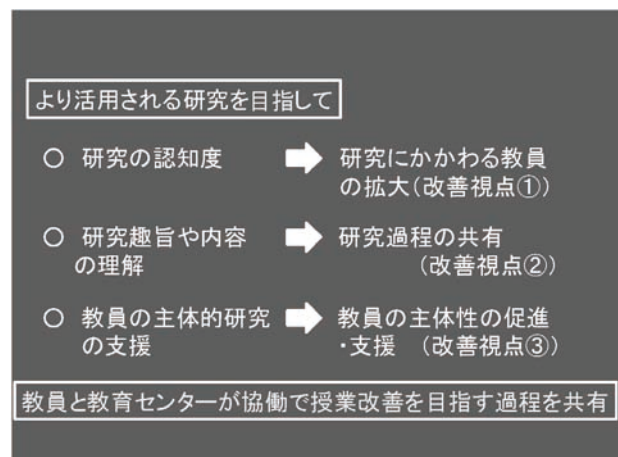 より活用される研究を目指して
○ 研究の認知度 ➡ 研究にかかわる教員
の拡大(改善視点①)
○ 研究趣旨や内容 ➡ 研究過程の共有
の理解 (改善視点②)
○ 教員の主体的研究 ➡ 教員の主体性の促進
の支援 ・支援 (改善視点③)
教員と教育センターが協働で授業改善を目指す過程を共有